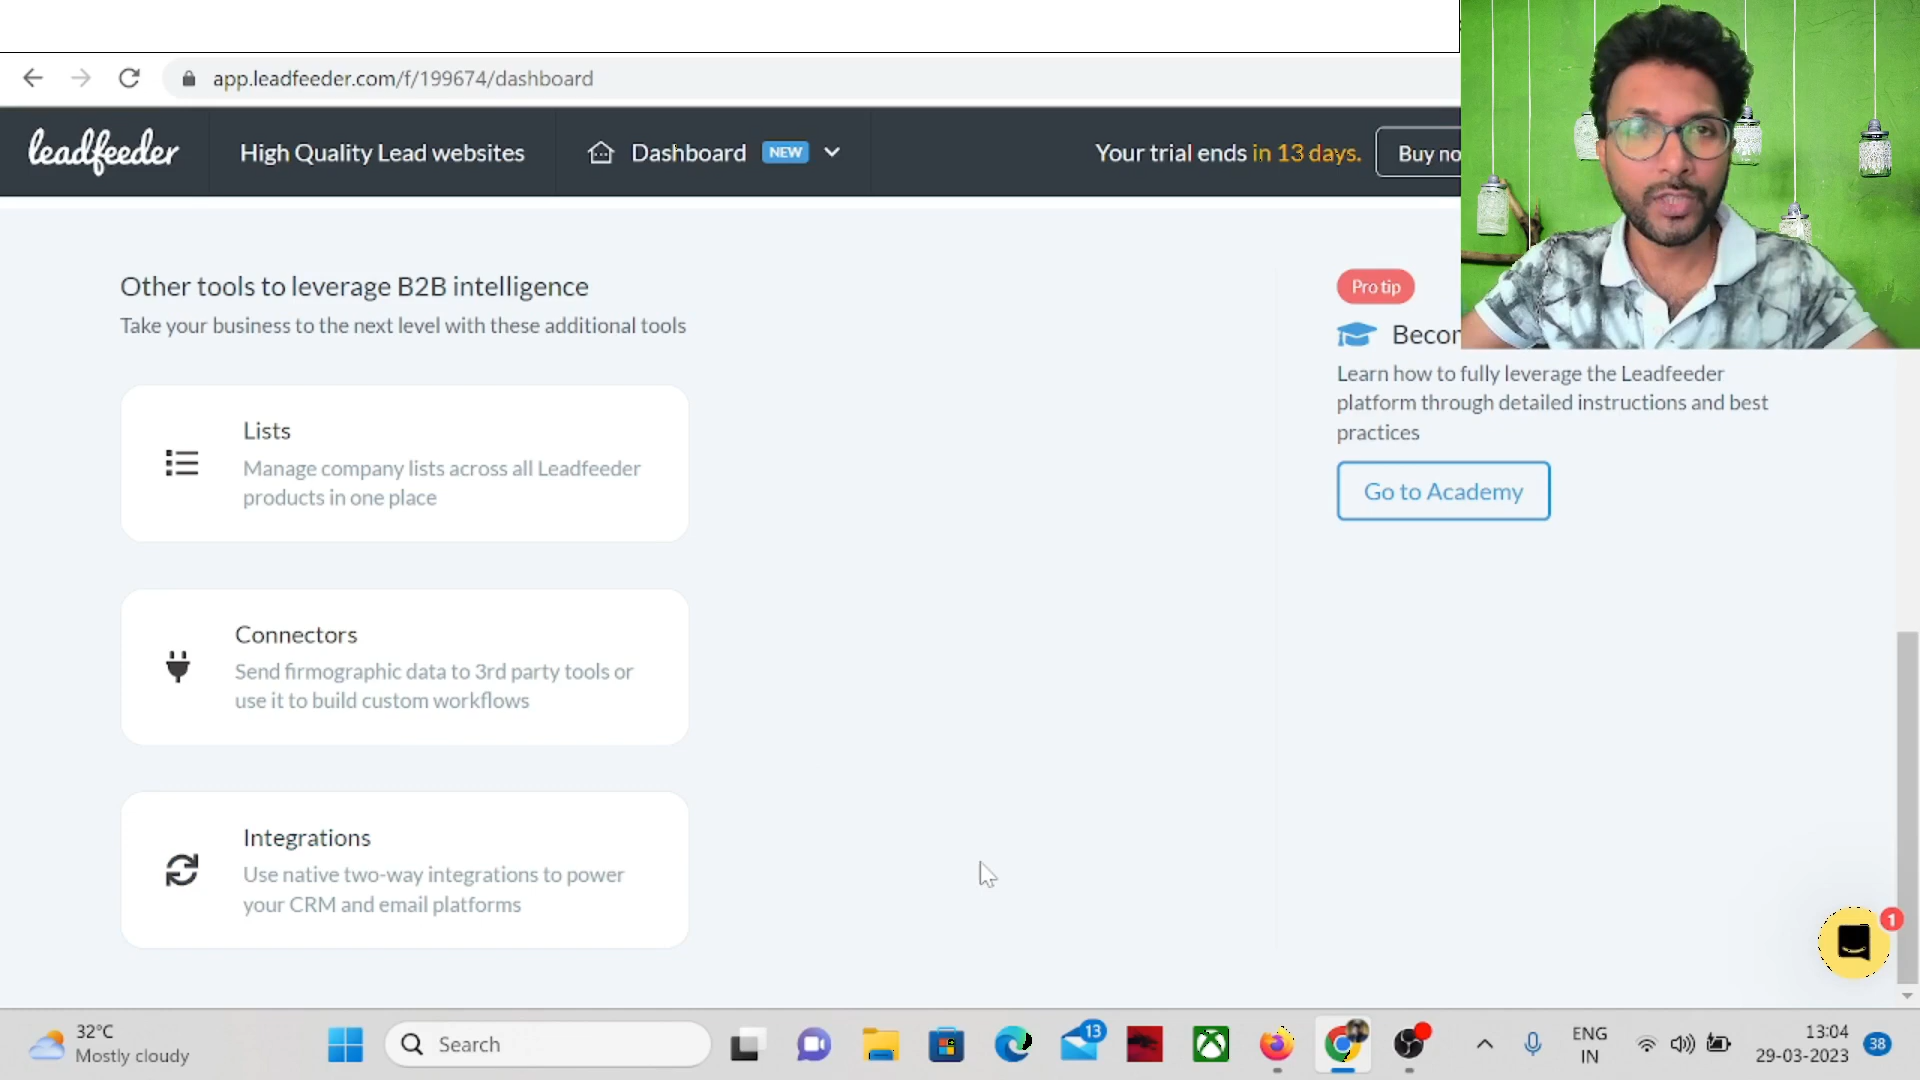 app.leadfeeder.com/f/199674/dashboard
leadfeeder
High Quality Lead websites
Dashboard NEW
Your trial ends in 13 days.
Buy no
Other tools to leverage B2B intelligence
Take your business to the next level with these additional tools
Lists
Manage company lists across all Leadfeeder
products in one place
Connectors
Send firmographic data to 3rd party tools or
use it to build custom workflows
Integrations
Use native two-way integrations to power
your CRM and email platforms
Pro tip
Becom
Learn how to fully leverage the Leadfeeder
platform through detailed instructions and best
practices
Go to Academy
1
32°C
Mostly cloudy
Search
13
ENG
IN
13:04
29-03-2023
38